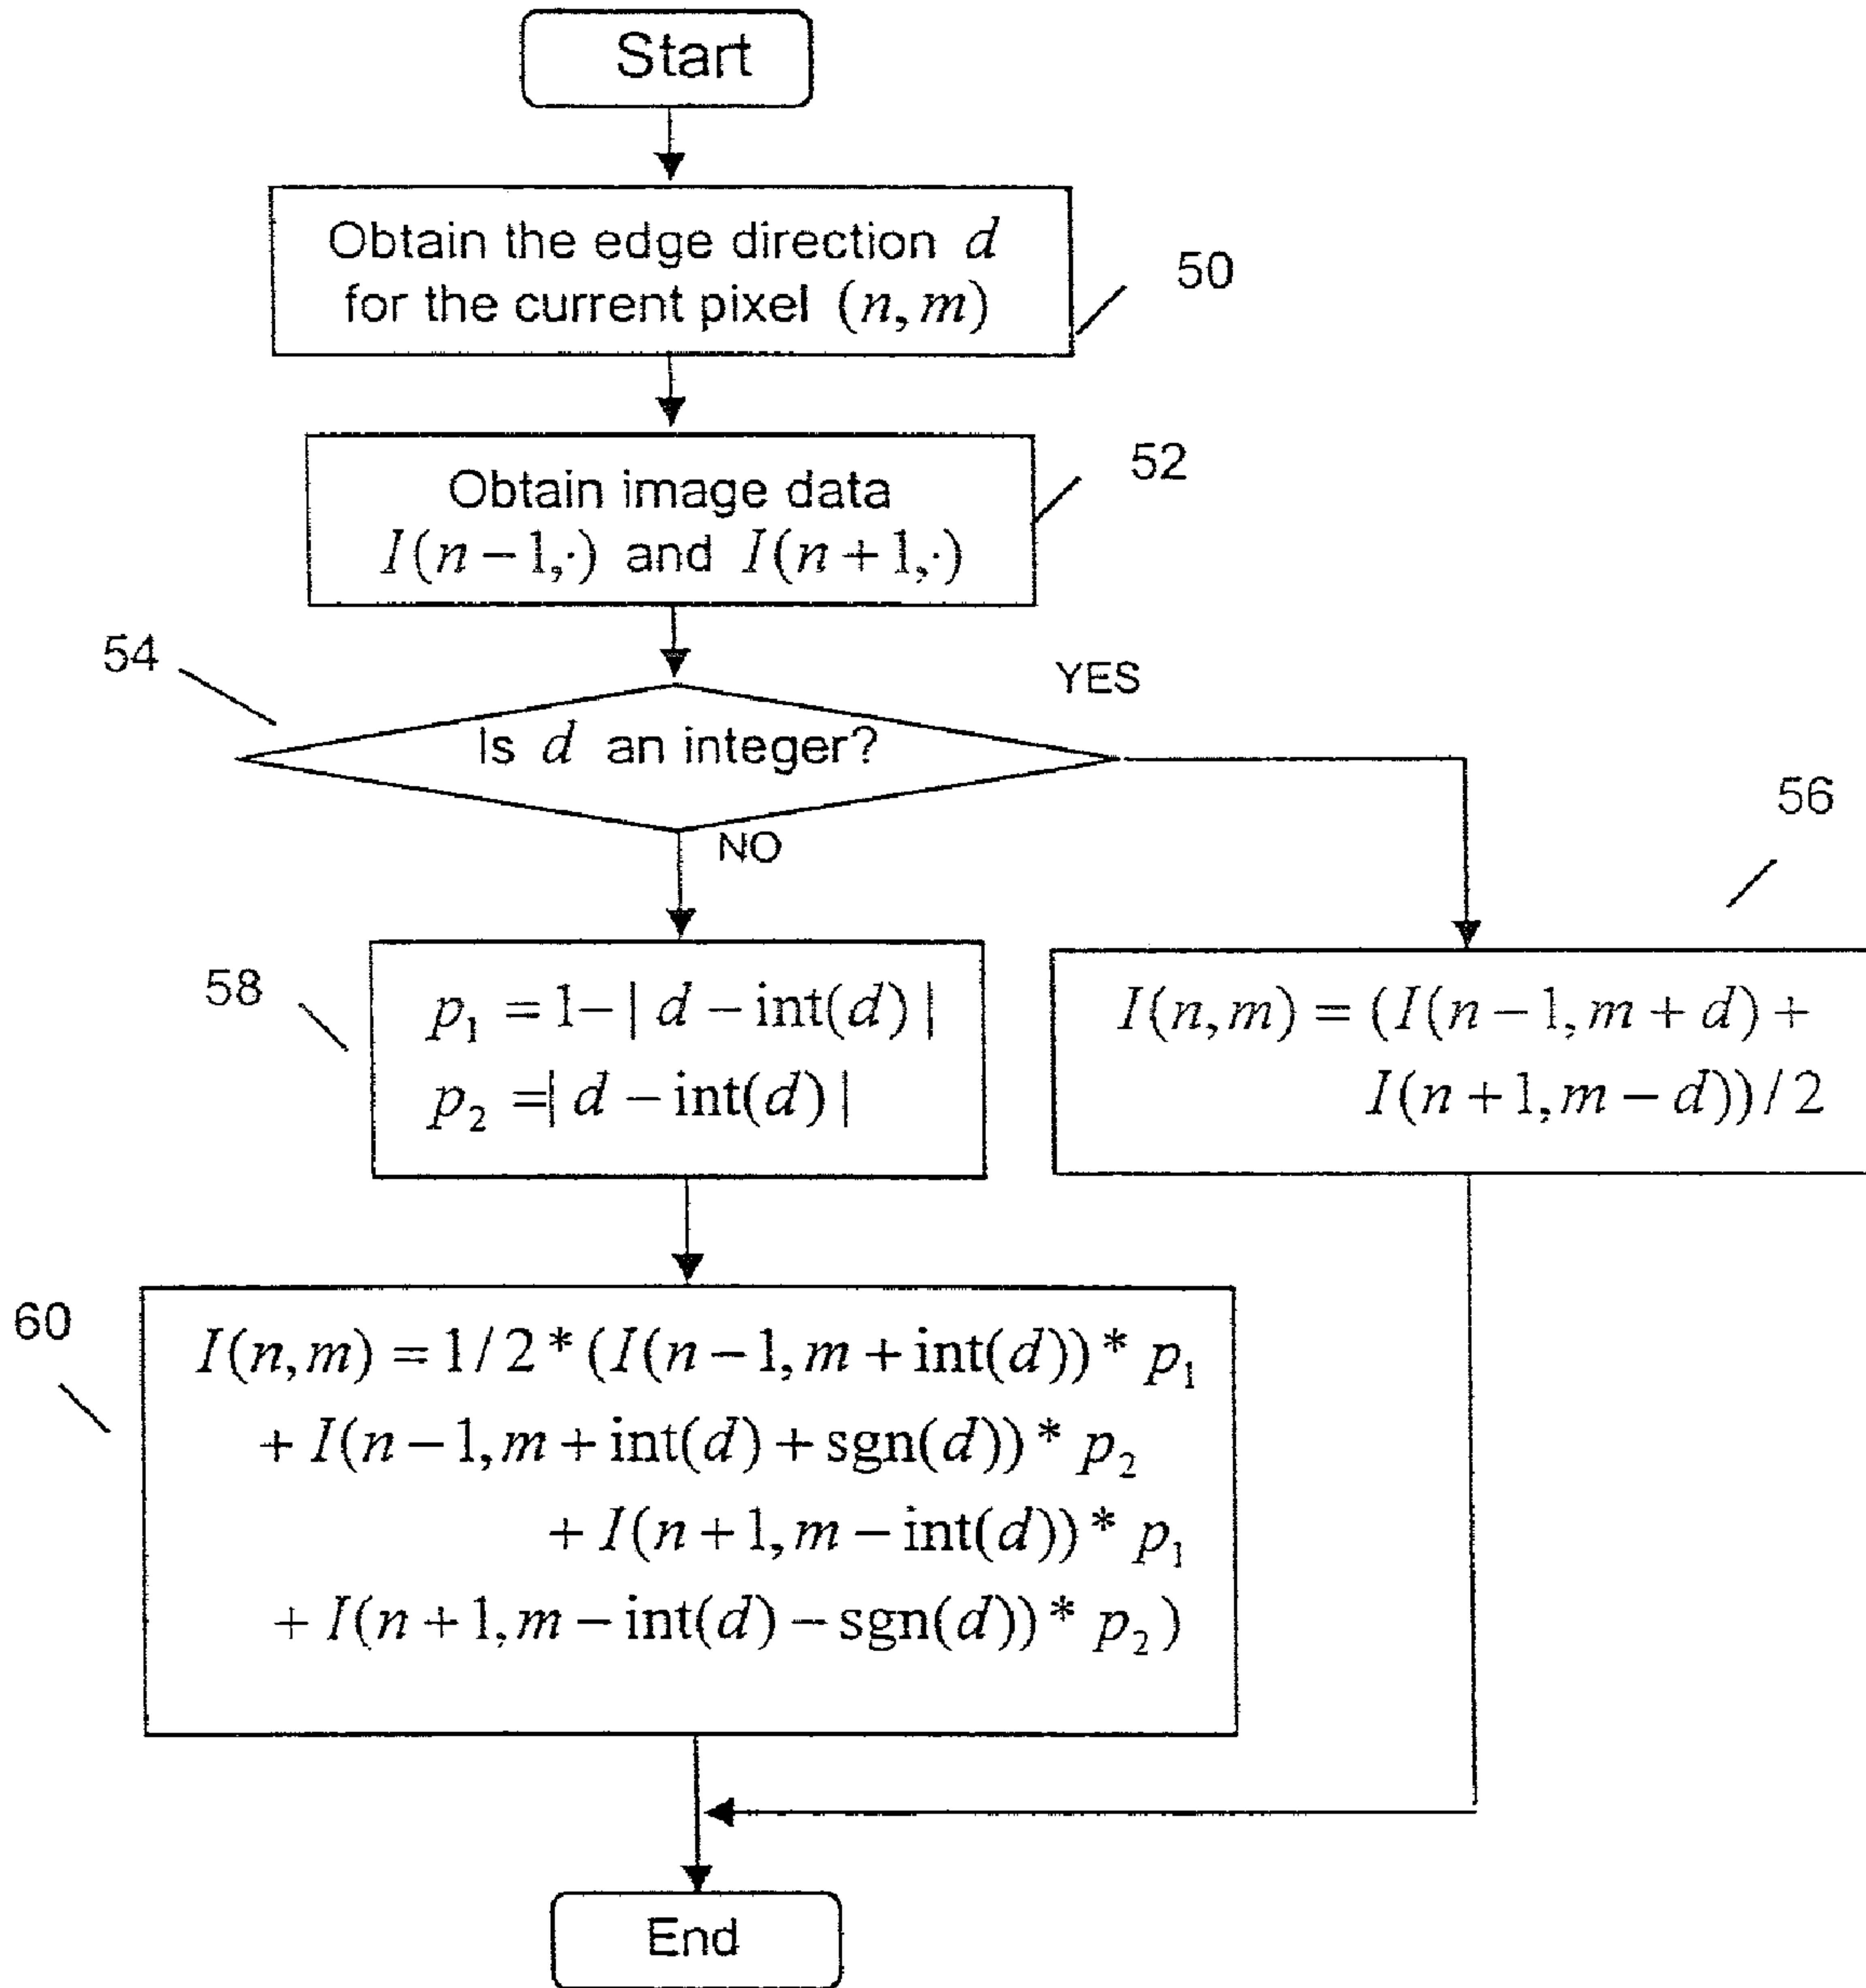 Start
Obtain the edge direction d
for the current pixel (n, m)
50
Obtain image data
I(n−1,·) and I(n+1,·)
52
54
Is d an integer?
YES
NO
56
58
p₁ = 1−| d − int(d) |
p₂ =| d − int(d) |
I(n,m) = (I(n−1,m+d)+
I(n+1,m−d))/2
60
I(n,m) = 1/2*(I(n−1,m+int(d))* p₁
+ I(n−1,m+int(d)+sgn(d))* p₂
+ I(n+1,m−int(d))* p₁
+ I(n+1,m−int(d)−sgn(d))* p₂)
End